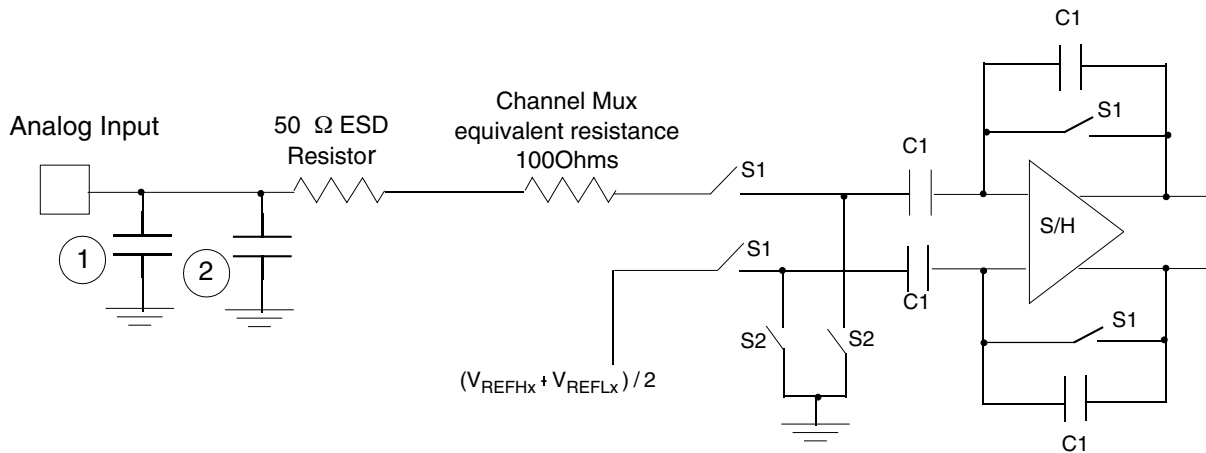 C1
Analog Input
50 Ω ESD
Resistor
Channel Mux
equivalent resistance
100Ohms
S1
C1
S1
S/H
1
2
S1
C1
S2
S2
S1
(VREFHx + VREFLx) / 2
C1